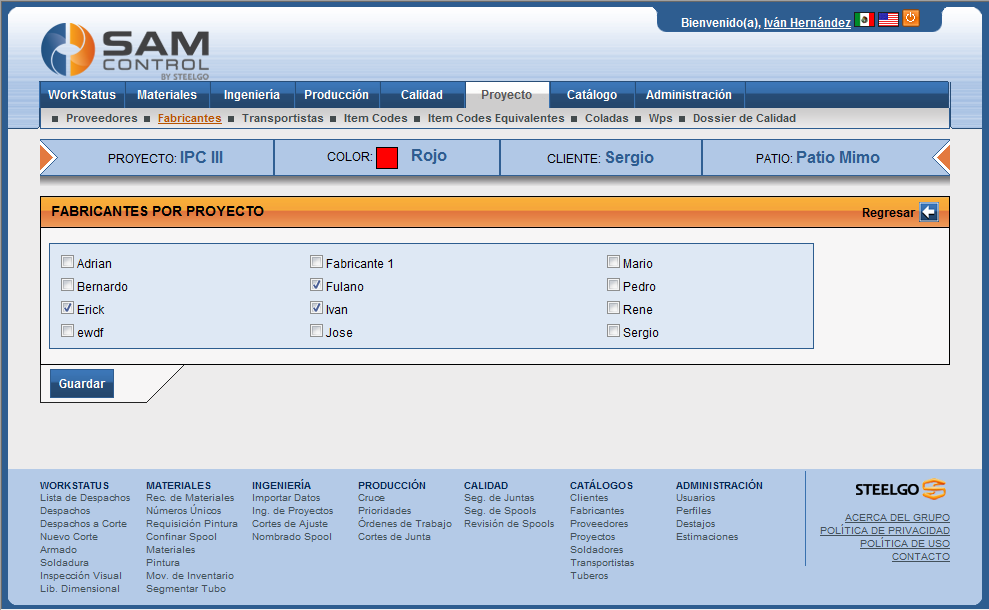 Bienvenido(a), Iván Hernández
SAM
CONTROL
BY STEELGO
WorkStatus Materiales Ingeniería Producción Calidad Proyecto Catálogo Administración
Proveedores Fabricantes Transportistas Item Codes Item Codes Equivalentes Coladas Wps Dossier de Calidad
PROYECTO: IPC III COLOR: Rojo CLIENTE: Sergio PATIO: Patio Mimo
FABRICANTES POR PROYECTO Regresar
Adrian Fabricante 1 Mario
Bernardo Fulano Pedro
Erick Ivan Rene
ewdf Jose Sergio
Guardar
WORKSTATUS
Lista de Despachos
Despachos
Despachos a Corte
Nuevo Corte
Armado
Soldadura
Inspección Visual
Lib. Dimensional
MATERIALES
Rec. de Materiales
Números Únicos
Requisición Pintura
Confinar Spool
Materiales
Pintura
Mov. de Inventario
Segmentar Tubo
INGENIERÍA
Importar Datos
Ing. de Proyectos
Cortes de Ajuste
Nombrado Spool
PRODUCCIÓN
Cruce
Prioridades
Órdenes de Trabajo
Cortes de Junta
CALIDAD
Seg. de Juntas
Seg. de Spools
Revisión de Spools
CATÁLOGOS
Clientes
Fabricantes
Proveedores
Proyectos
Soldadores
Transportistas
Tuberos
ADMINISTRACIÓN
Usuarios
Perfiles
Destajos
Estimaciones
STEELGO
ACERCA DEL GRUPO
POLÍTICA DE PRIVACIDAD
POLÍTICA DE USO
CONTACTO